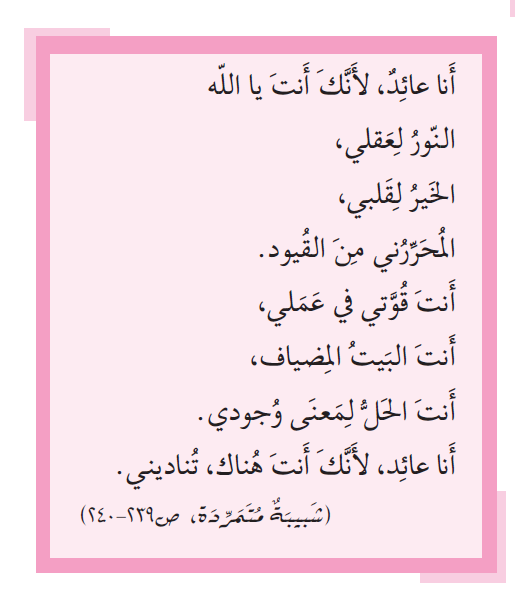 أَنا عائِدٌ، لأَنَّكَ أَنتَ يا اللّه
النّورُ لِعَقلي،
الخَيرُ لِقَلبي،
المُحَرِّرُني مِنَ القُيود.
أَنتَ قُوَّتي في عَمَلي،
أَنتَ البَيتُ المِضياف،
أَنتَ الحَلُّ لِمَعنَى وُجودي.
أَنا عائِد، لأَنَّكَ أَنتَ هُناك، تُناديني.
(شَبيبَةٌ مُتَمَرِّدَة، ص٢٣٩–٢٤٠)